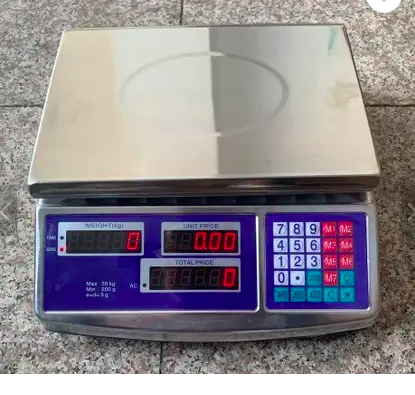 WEIGHT(kg)
UNIT PRICE
TARE
ZERO
0
0.00
TOTAL PRICE
AC
0
Max 30 kg
Min 200 g
e=d= 5 g
7 8 9 M1 M2
4 5 6 M3 M4
1 2 3 M5 M6
0 . M7
C